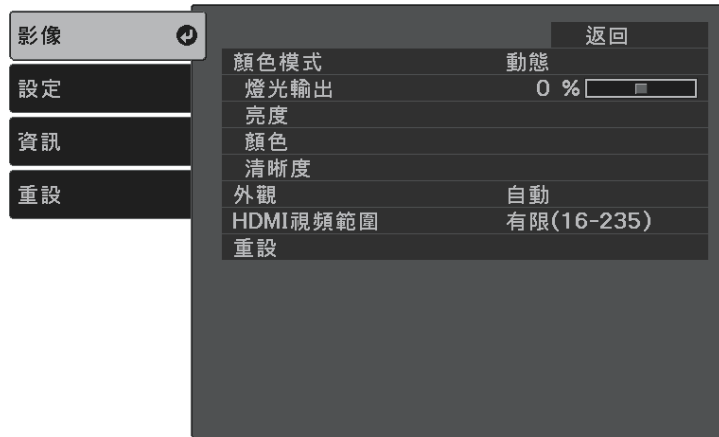 影像
設定
資訊
重設
返回
顏色模式 動態
燈光輸出 0 %
亮度
顏色
清晰度
外觀 自動
HDMI視頻範圍 有限(16-235)
重設